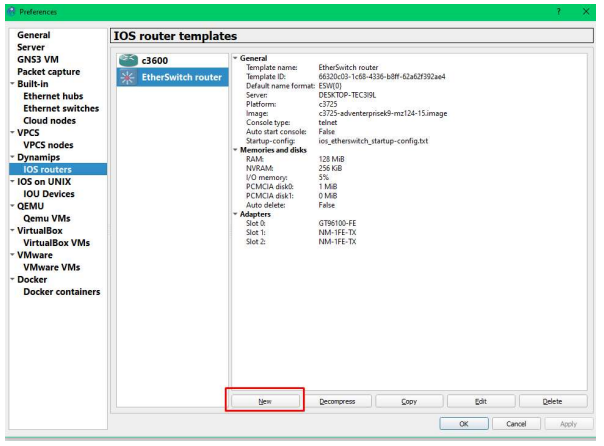 Preferences
? ×
General
Server
GNS3 VM
Packet capture
Built-in
Ethernet hubs
Ethernet switches
Cloud nodes
VPCS
VPCS nodes
Dynamips
IOS routers
IOS on UNIX
IOU Devices
QEMU
Qemu VMs
VirtualBox
VirtualBox VMs
VMware
VMware VMs
Docker
Docker containers
IOS router templates
c3600
EtherSwitch router
General
Template name: EtherSwitch router
Template ID: 66320c03-1c68-4336-b8ff-62a62f392ae4
Default name format: ESW{0}
Server: DESKTOP-TEC3I9L
Platform: c3725
Image: c3725-adventerprisek9-mz124-15.image
Console type: telnet
Auto start console: False
Startup-config: ios_etherswitch_startup-config.txt
Memories and disks
RAM: 128 MiB
NVRAM: 256 KiB
I/O memory: 5%
PCMCIA disk0: 1 MiB
PCMCIA disk1: 0 MiB
Auto delete: False
Adapters
Slot 0: GT96100-FE
Slot 1: NM-1FE-TX
Slot 2: NM-1FE-TX
New Decompress Copy Edit Delete
OK Cancel Apply